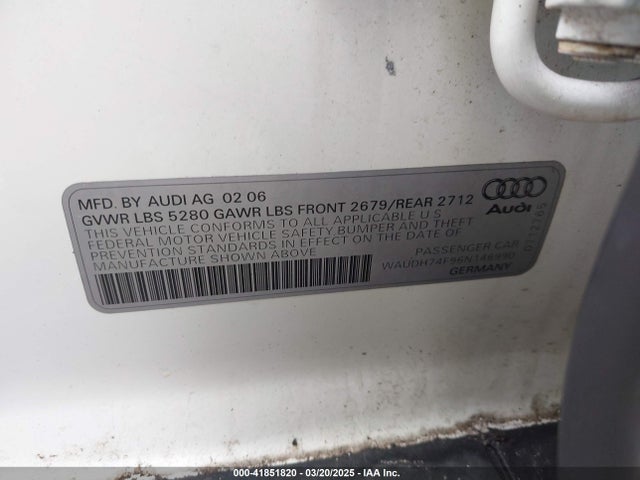 MFD. BY AUDI AG 02 06
GVWR LBS 5280 GAWR LBS FRONT 2679/REAR 2712
THIS VEHICLE CONFORMS TO ALL APPLICABLE U S
FEDERAL MOTOR VEHICLE SAFETY, BUMPER AND THEFT
PREVENTION STANDARDS IN EFFECT ON THE DATE OF
MANUFACTURE SHOWN ABOVE
Audi
PASSENGER CAR
WAUDH74F96N146990
GERMANY
0712765
000-41851820 — 03/20/2025 — IAA Inc.